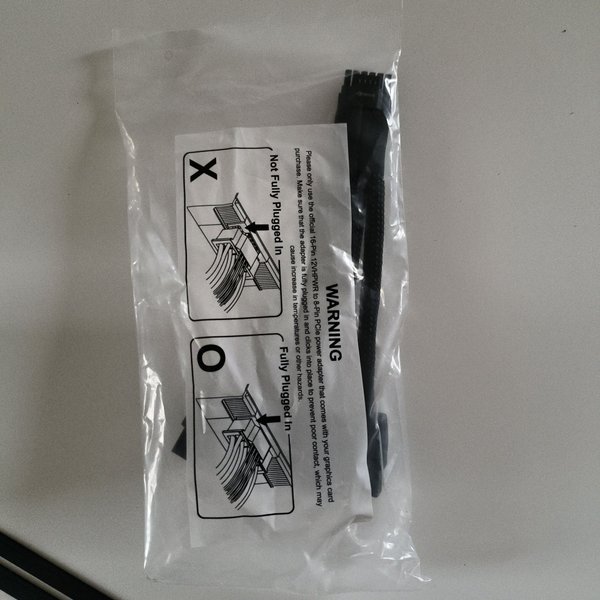 WARNING
Please only use the official 16-Pin 12VHPWR to 8-Pin PCIe power adapter that comes with your graphics card
purchase. Make sure that the adapter is fully plugged in and clicks into place to prevent poor contact, which may
cause increase in temperatures or other hazards.
Not Fully Plugged In
X
Fully Plugged In
O